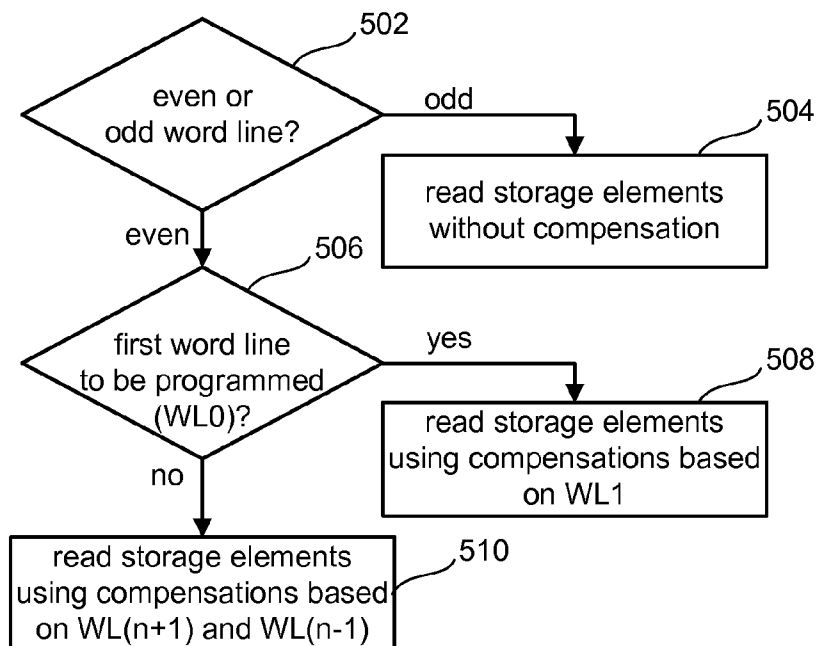 502
even or
odd word line?
odd
504
read storage elements
without compensation
even
506
first word line
to be programmed
(WL0)?
yes
508
read storage elements
using compensations based
on WL1
no
510
read storage elements
using compensations based
on WL(n+1) and WL(n-1)